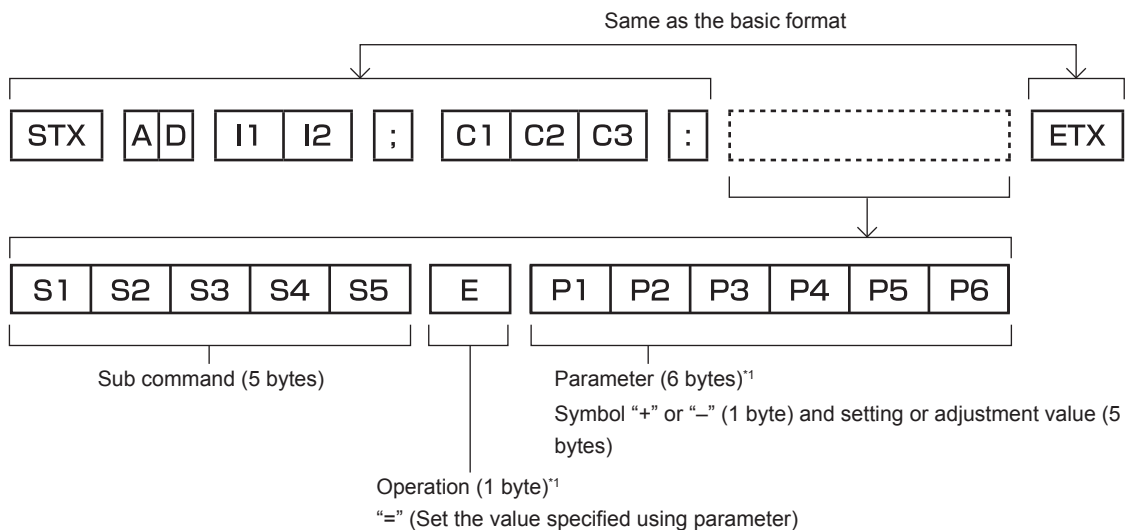 Same as the basic format
STX A D I1 I2 ; C1 C2 C3 : ETX
S1 S2 S3 S4 S5 E P1 P2 P3 P4 P5 P6
Sub command (5 bytes)
Parameter (6 bytes)*1
Symbol “+” or “–” (1 byte) and setting or adjustment value (5
bytes)
Operation (1 byte)*1
“=” (Set the value specified using parameter)